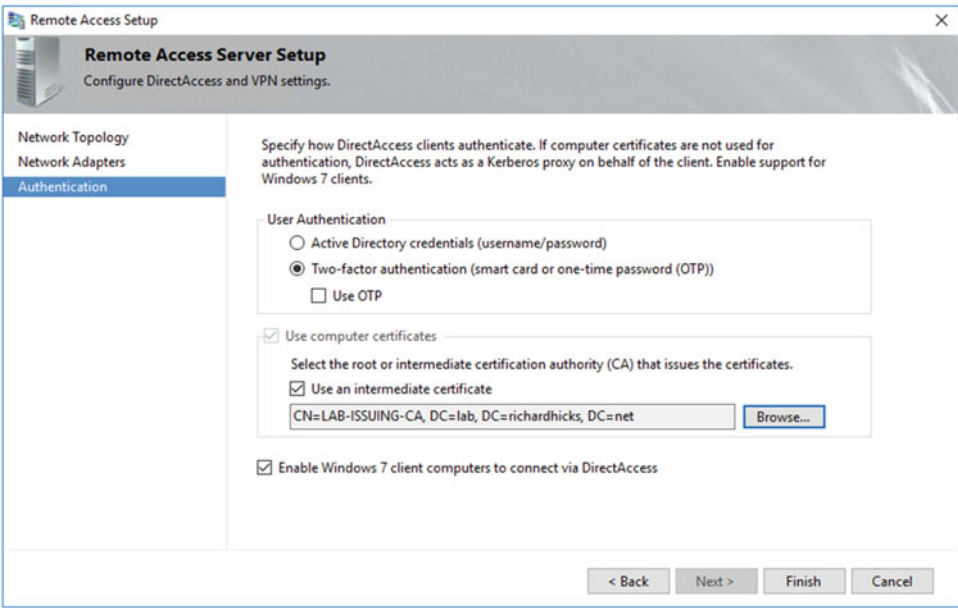 Remote Access Setup
Remote Access Server Setup
Configure DirectAccess and VPN settings.
Network Topology
Network Adapters
Authentication
Specify how DirectAccess clients authenticate. If computer certificates are not used for
authentication, DirectAccess acts as a Kerberos proxy on behalf of the client. Enable support for
Windows 7 clients.
User Authentication
Active Directory credentials (username/password)
Two-factor authentication (smart card or one-time password (OTP))
Use OTP
Use computer certificates
Select the root or intermediate certification authority (CA) that issues the certificates.
Use an intermediate certificate
CN=LAB-ISSUING-CA, DC=lab, DC=richardhicks, DC=net
Browse...
Enable Windows 7 client computers to connect via DirectAccess
< Back
Next >
Finish
Cancel